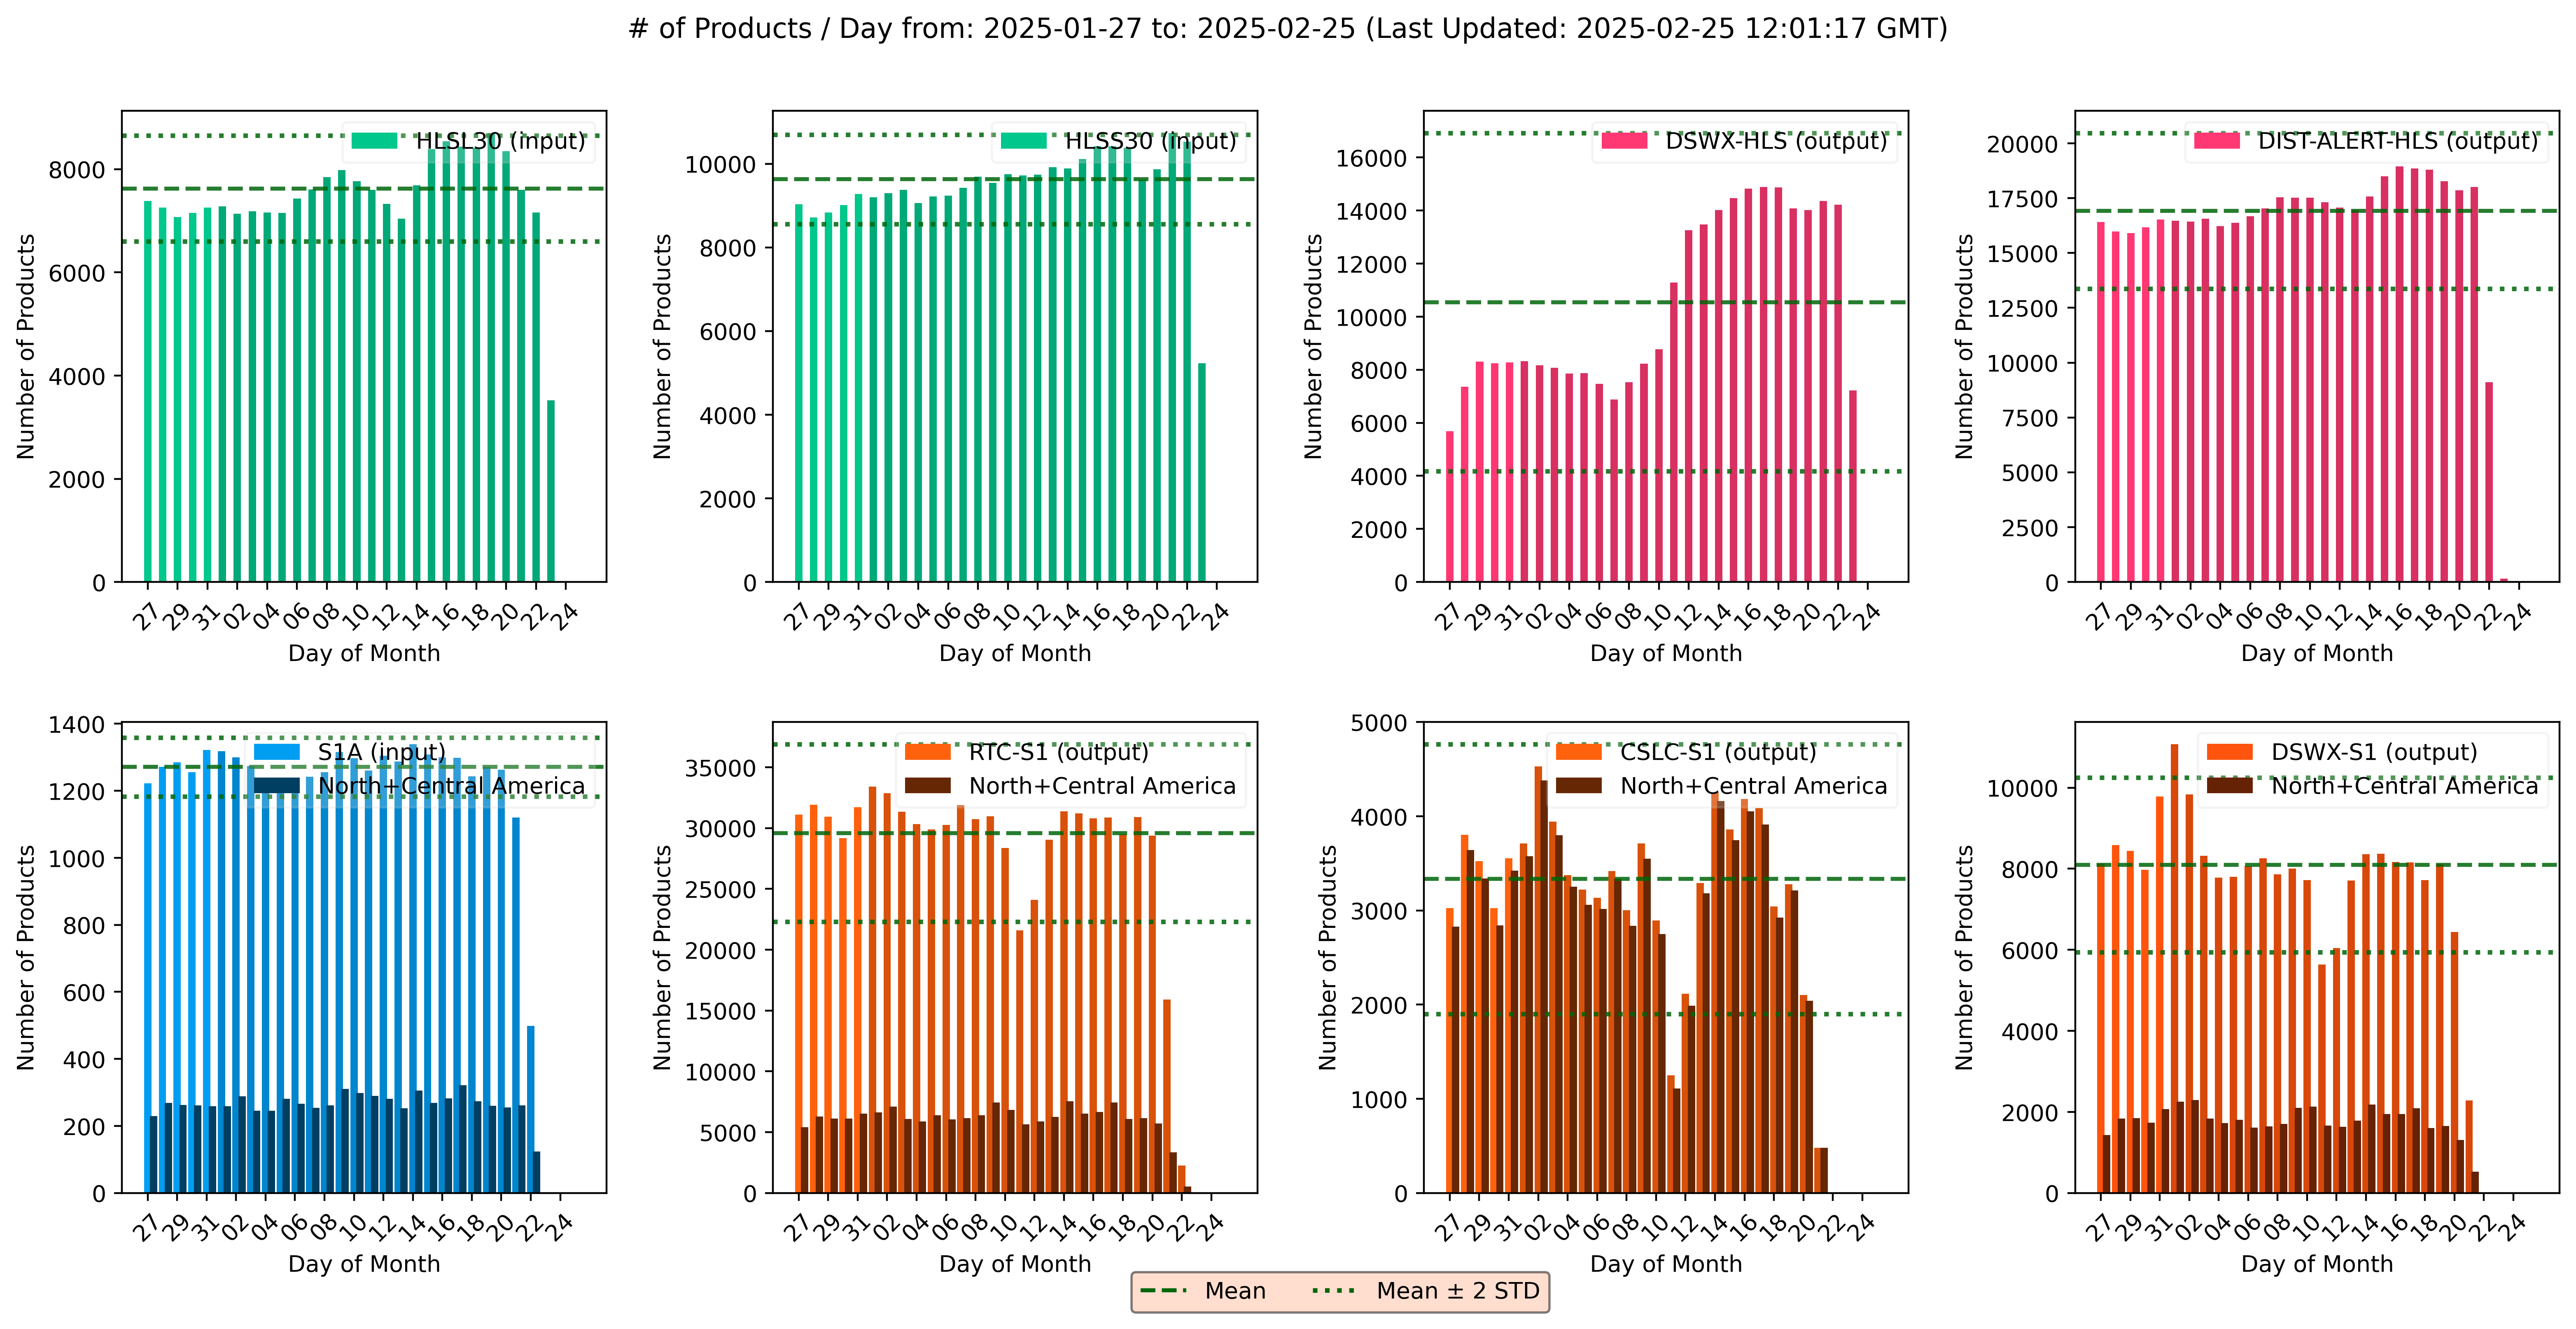 # of Products / Day from: 2025-01-27 to: 2025-02-25 (Last Updated: 2025-02-25 12:01:17 GMT)
HLSL30 (input)
Number of Products
8000
6000
4000
2000
0
27 29 31 02 04 06 08 10 12 14 16 18 20 22 24
Day of Month
HLSS30 (input)
Number of Products
10000
8000
6000
4000
2000
0
27 29 31 02 04 06 08 10 12 14 16 18 20 22 24
Day of Month
DSWX-HLS (output)
Number of Products
16000
14000
12000
10000
8000
6000
4000
2000
0
27 29 31 02 04 06 08 10 12 14 16 18 20 22 24
Day of Month
DIST-ALERT-HLS (output)
Number of Products
20000
17500
15000
12500
10000
7500
5000
2500
0
27 29 31 02 04 06 08 10 12 14 16 18 20 22 24
Day of Month
S1A (input)
North+Central America
Number of Products
1400
1200
1000
800
600
400
200
0
27 29 31 02 04 06 08 10 12 14 16 18 20 22 24
Day of Month
RTC-S1 (output)
North+Central America
Number of Products
35000
30000
25000
20000
15000
10000
5000
0
27 29 31 02 04 06 08 10 12 14 16 18 20 22 24
Day of Month
CSLC-S1 (output)
North+Central America
Number of Products
5000
4000
3000
2000
1000
0
27 29 31 02 04 06 08 10 12 14 16 18 20 22 24
Day of Month
DSWX-S1 (output)
North+Central America
Number of Products
10000
8000
6000
4000
2000
0
27 29 31 02 04 06 08 10 12 14 16 18 20 22 24
Day of Month
Mean
Mean ± 2 STD